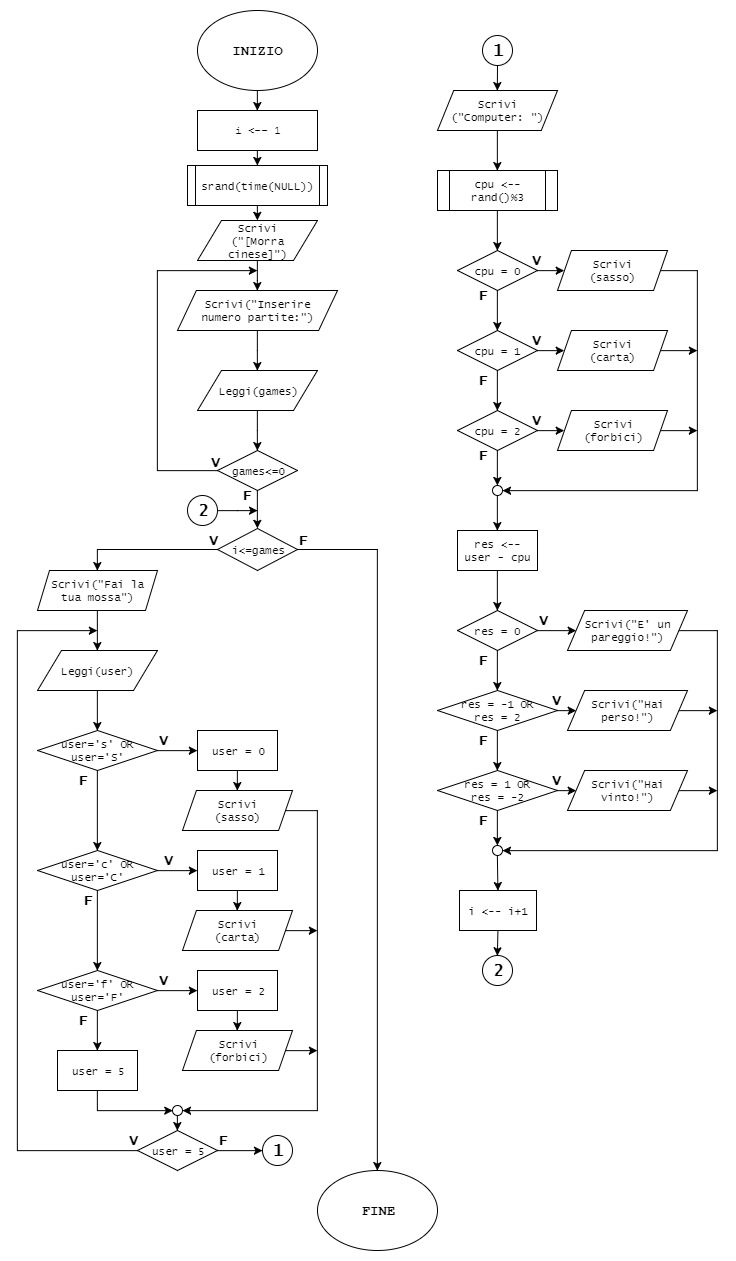 INIZIO
i <-- 1
srand(time(NULL))
Scrivi
("[Morra
cinese]")
Scrivi("Inserire
numero partite:")
Leggi(games)
V
games<=0
F
2
V
i<=games
F
Scrivi("Fai la
tua mossa")
Leggi(user)
user='s' OR
user='S'
V
F
user = 0
Scrivi
(sasso)
user='c' OR
user='C'
V
F
user = 1
Scrivi
(carta)
user='f' OR
user='F'
V
F
user = 2
Scrivi
(forbici)
user = 5
V
user = 5
F
1
FINE
1
Scrivi
("Computer: ")
cpu <--
rand()%3
cpu = 0
V
F
Scrivi
(sasso)
cpu = 1
V
F
Scrivi
(carta)
cpu = 2
V
F
Scrivi
(forbici)
res <--
user - cpu
res = 0
V
F
Scrivi("E' un
pareggio!")
res = -1 OR
res = 2
V
F
Scrivi("Hai
perso!")
res = 1 OR
res = -2
V
F
Scrivi("Hai
vinto!")
i <-- i+1
2